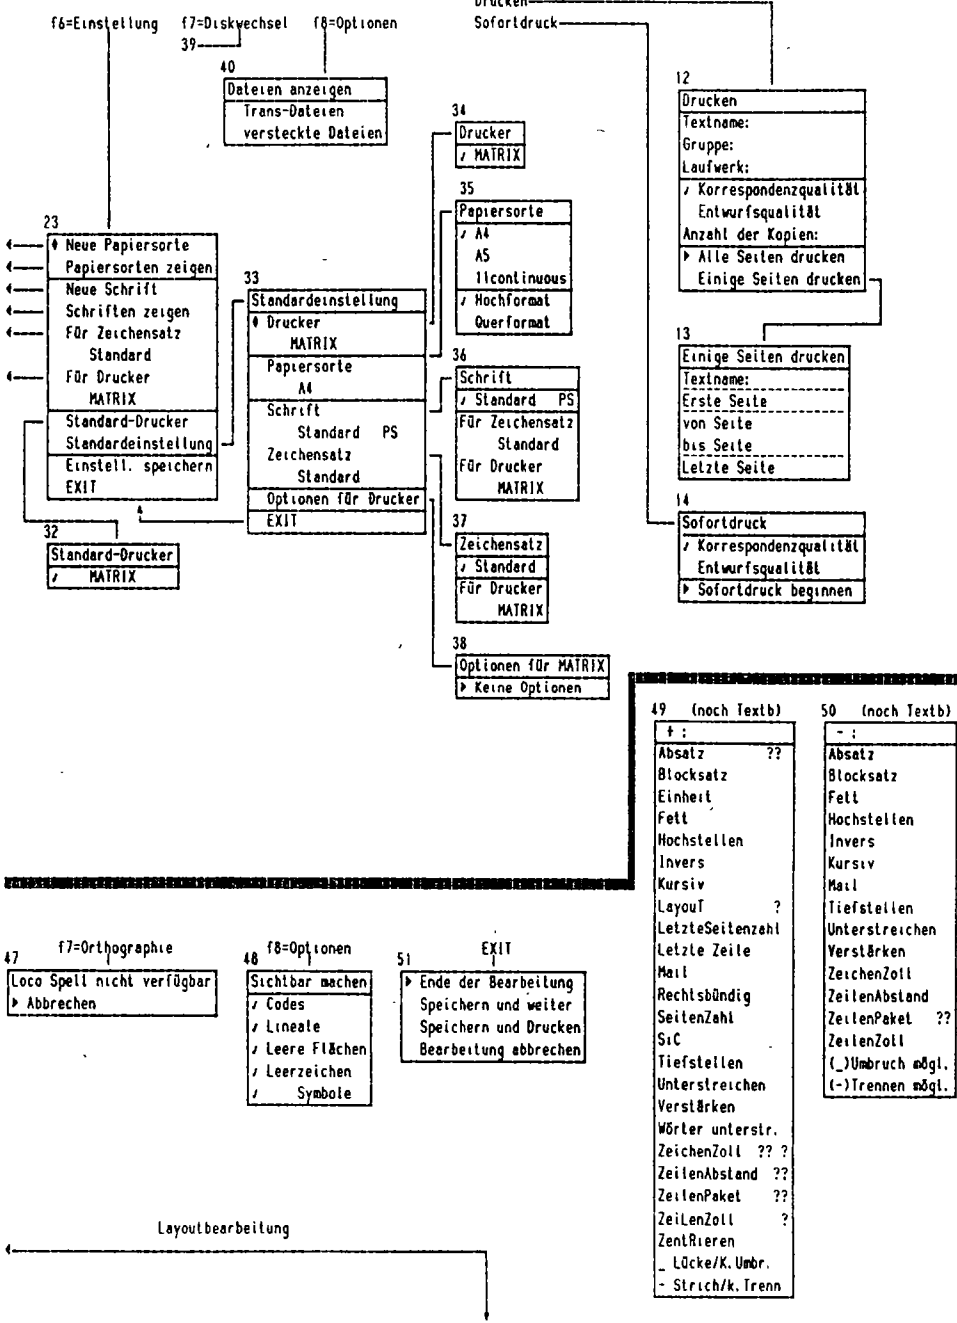 Drucken
f6=Einstellung f7=Diskwechsel f8=Optionen
Sofortdruck
39
40
Dateien anzeigen
Trans-Dateien
versteckte Dateien
34
Drucker
✓ MATRIX
12
Drucken
Textname:
Gruppe:
Laufwerk:
✓ Korrespondenzqualität
Entwurfsqualität
Anzahl der Kopien:
▶ Alle Seiten drucken
Einige Seiten drucken
35
Papiersorte
✓ A4
A5
11continuous
✓ Hochformat
Querformat
23
♦ Neue Papiersorte
Papiersorten zeigen
Neue Schrift
Schriften zeigen
Für Zeichensatz
Standard
Für Drucker
MATRIX
Standard-Drucker
Standardeinstellung
Einstell. speichern
EXIT
33
Standardeinstellung
♦ Drucker
MATRIX
Papiersorte
A4
Schrift
Standard PS
Zeichensatz
Standard
Optionen für Drucker
EXIT
13
Einige Seiten drucken
Textname:
Erste Seite
von Seite
bis Seite
Letzte Seite
36
Schrift
✓ Standard PS
Für Zeichensatz
Standard
Für Drucker
MATRIX
14
Sofortdruck
✓ Korrespondenzqualität
Entwurfsqualität
▶ Sofortdruck beginnen
32
Standard-Drucker
✓ MATRIX
37
Zeichensatz
✓ Standard
Für Drucker
MATRIX
38
Optionen für MATRIX
▶ Keine Optionen
49 (noch Textb)
+ :
Absatz ??
Blocksatz
Einheit
Fett
Hochstellen
Invers
Kursiv
LayouT ?
LetzteSeitenzahl
Letzte Zeile
Mail
Rechtsbündig
SeitenZahl
SiC
Tiefstellen
Unterstreichen
Verstärken
Wörter unterstr.
ZeichenZoll ?? ?
ZeilenAbstand ??
ZeilenPaket ??
ZeiLenZoll ?
ZentRieren
_ Lücke/K.Umbr.
- Strich/k.Trenn
50 (noch Textb)
- :
Absatz
Blocksatz
Fett
Hochstellen
Invers
Kursiv
Mail
Tiefstellen
Unterstreichen
Verstärken
ZeichenZoll
ZeilenAbstand
ZeilenPaket ??
ZeilenZoll
(_)Umbruch mögl.
(-)Trennen mögl.
f7=Orthographie
47
Loco Spell nicht verfügbar
▶ Abbrechen
f8=Optionen
48
Sichtbar machen
✓ Codes
✓ Lineale
✓ Leere Flächen
✓ Leerzeichen
✓ Symbole
EXIT
51
▶ Ende der Bearbeitung
Speichern und weiter
Speichern und Drucken
Bearbeitung abbrechen
Layoutbearbeitung